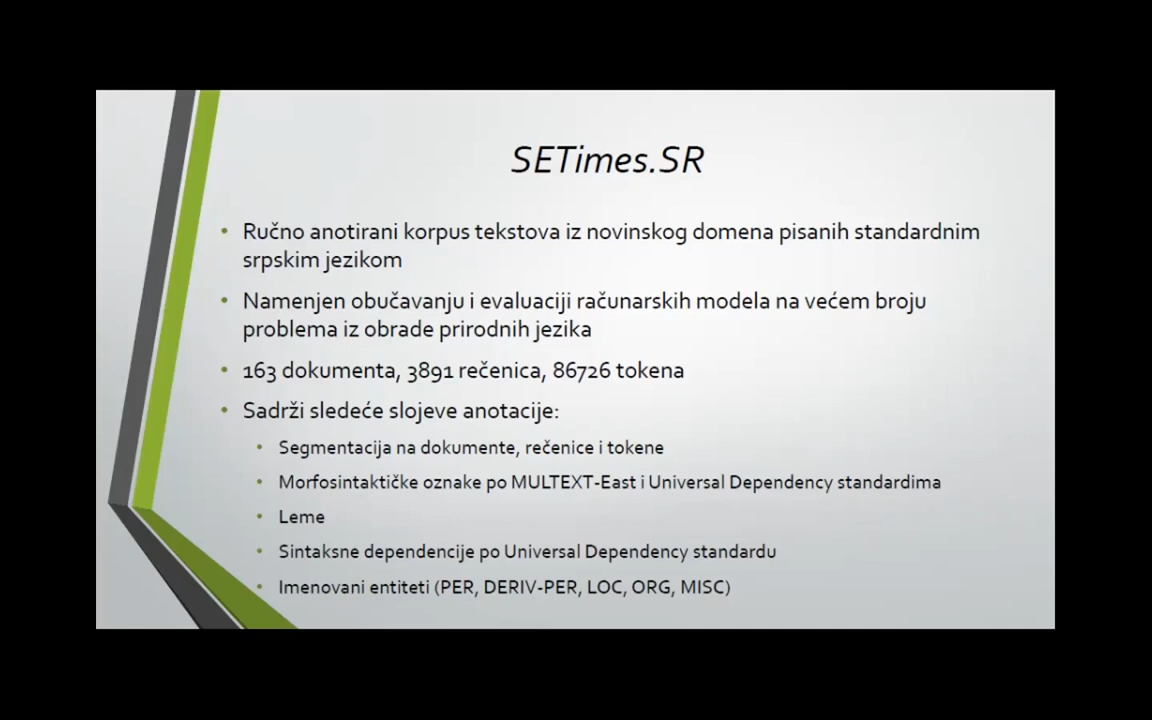 SETimes.SR
• Ručno anotirani korpus tekstova iz novinskog domena pisanih standardnim
srpskim jezikom
• Namenjen obučavanju i evaluaciji računarskih modela na većem broju
problema iz obrade prirodnih jezika
• 163 dokumenta, 3891 rečenica, 86726 tokena
• Sadrži sledeće slojeve anotacije:
• Segmentacija na dokumente, rečenice i tokene
• Morfosintaktičke oznake po MULTEXT-East i Universal Dependency standardima
• Leme
• Sintaksne dependencije po Universal Dependency standardu
• Imenovani entiteti (PER, DERIV-PER, LOC, ORG, MISC)